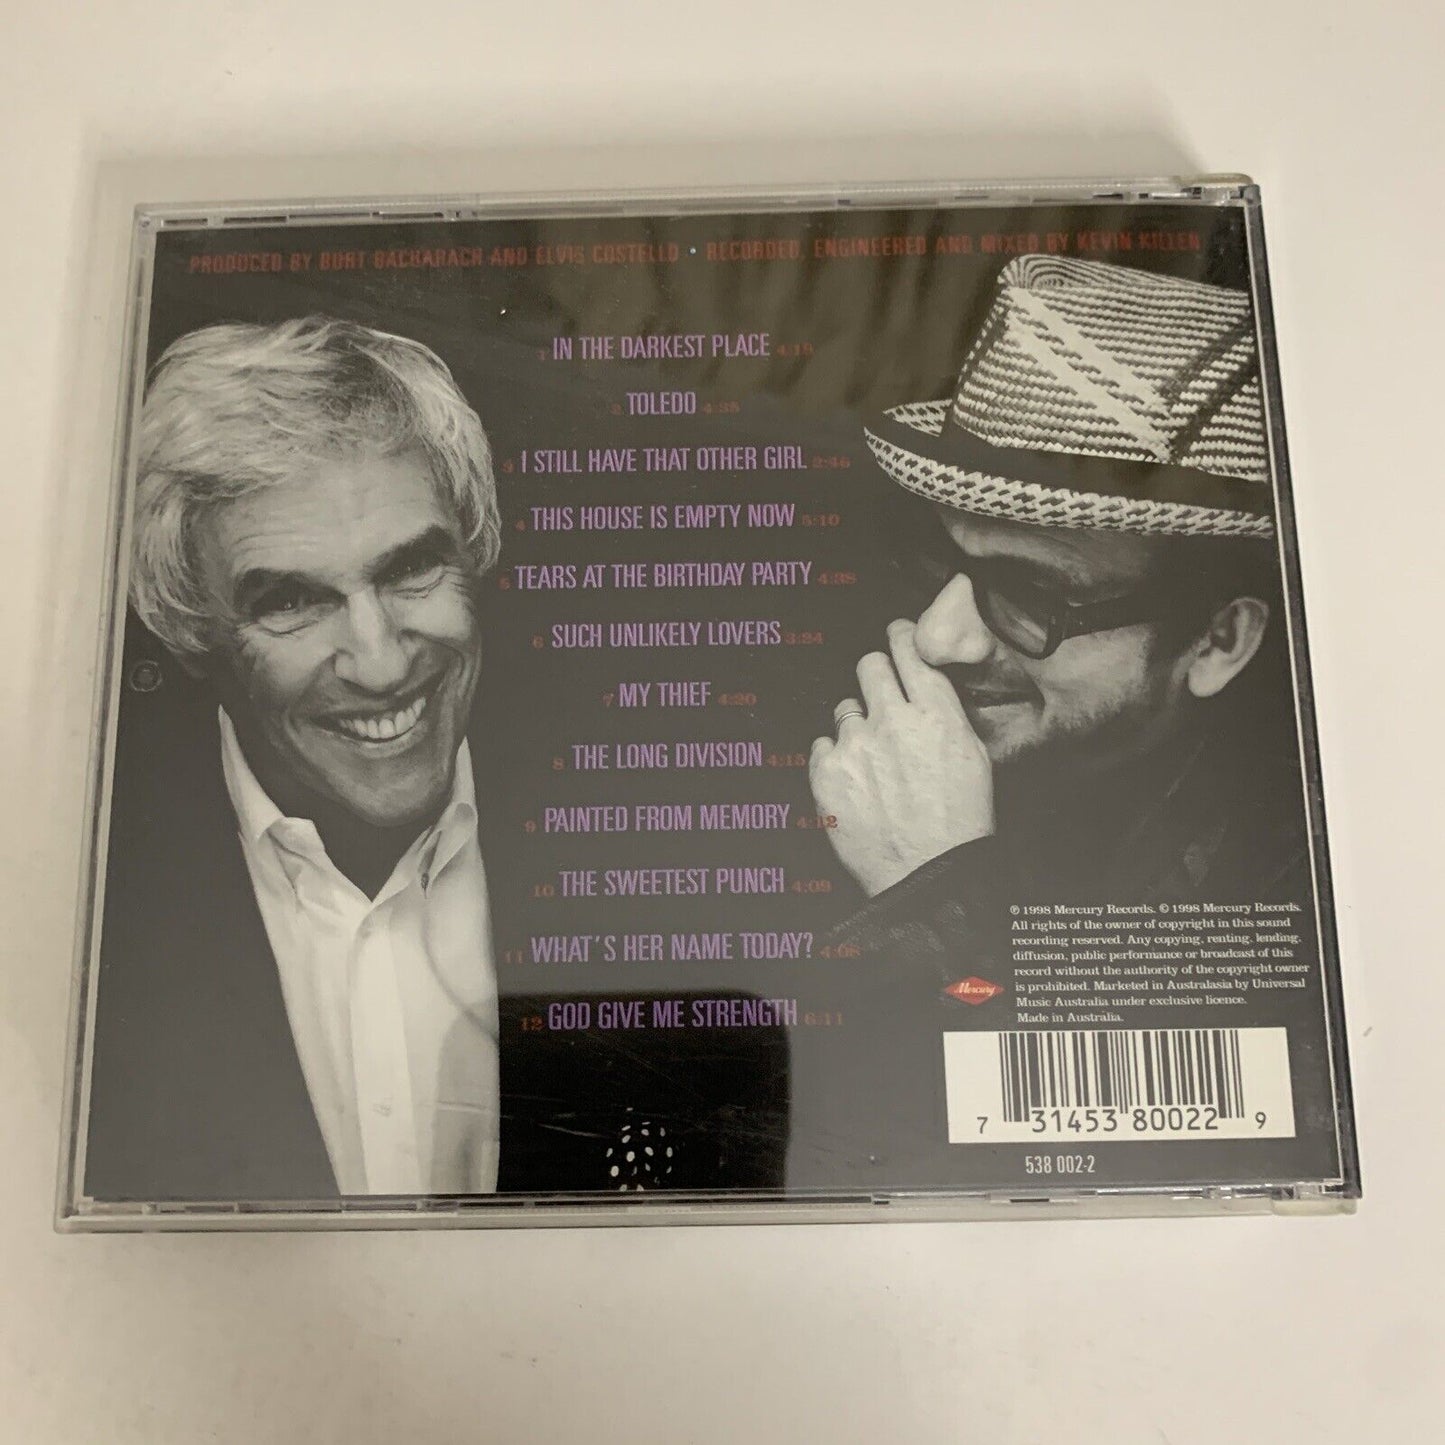 PRODUCED BY BURT BACHARACH AND ELVIS COSTELLO • RECORDED, ENGINEERED AND MIXED BY KEVIN KILLEN
1 IN THE DARKEST PLACE 4:19
2 TOLEDO 4:35
3 I STILL HAVE THAT OTHER GIRL 2:46
4 THIS HOUSE IS EMPTY NOW 5:10
5 TEARS AT THE BIRTHDAY PARTY 4:38
6 SUCH UNLIKELY LOVERS 3:24
7 MY THIEF 4:20
8 THE LONG DIVISION 4:15
9 PAINTED FROM MEMORY 4:12
10 THE SWEETEST PUNCH 4:09
11 WHAT'S HER NAME TODAY? 4:08
12 GOD GIVE ME STRENGTH 6:11
℗ 1998 Mercury Records. © 1998 Mercury Records.
All rights of the owner of copyright in this sound
recording reserved. Any copying, renting, lending,
diffusion, public performance or broadcast of this
record without the authority of the copyright owner
is prohibited. Marketed in Australasia by Universal
Music Australia under exclusive licence.
Made in Australia.
Mercury
7 31453 80022 9
538 002-2